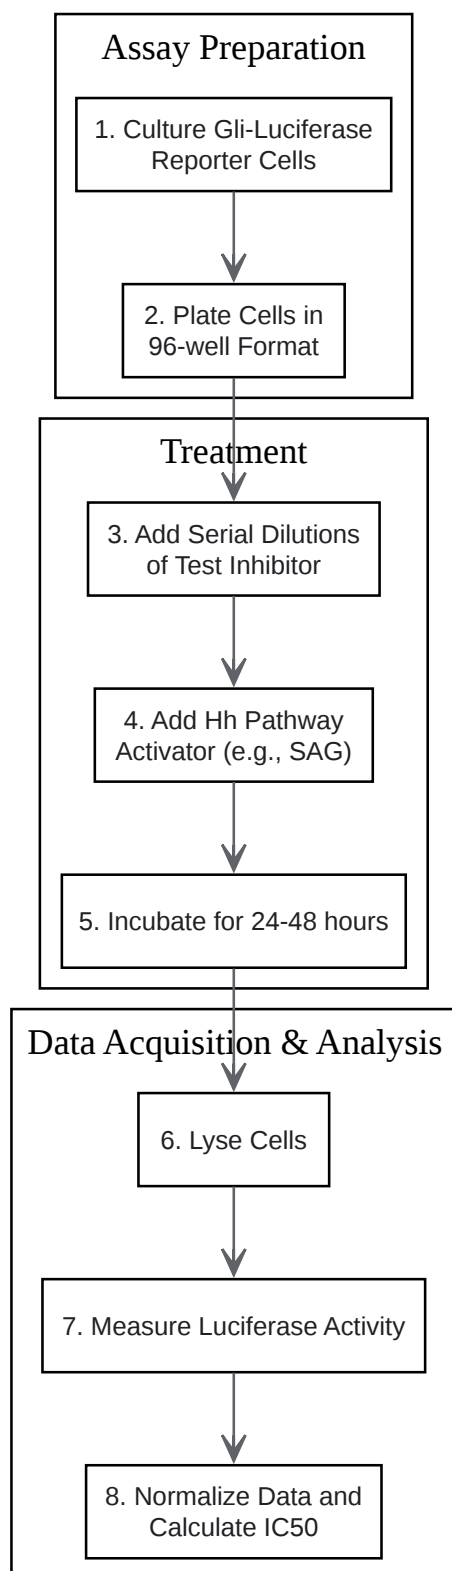 Assay Preparation
1. Culture Gli-Luciferase
Reporter Cells
2. Plate Cells in
96-well Format
Treatment
3. Add Serial Dilutions
of Test Inhibitor
4. Add Hh Pathway
Activator (e.g., SAG)
5. Incubate for 24-48 hours
Data Acquisition & Analysis
6. Lyse Cells
7. Measure Luciferase Activity
8. Normalize Data and
Calculate IC50